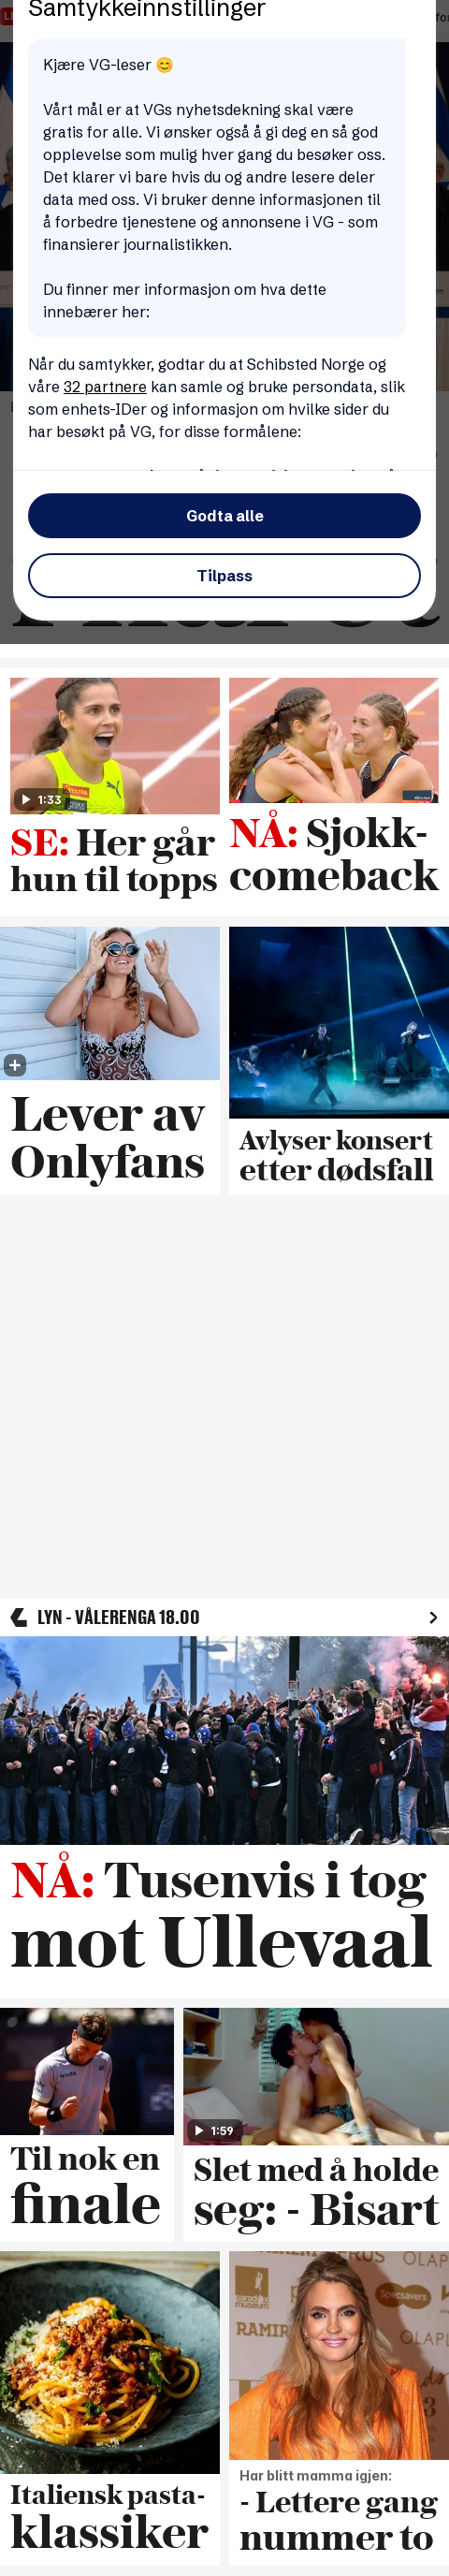 Samtykkeinnstillinger
Kjære VG-leser 😊
Vårt mål er at VGs nyhetsdekning skal være
gratis for alle. Vi ønsker også å gi deg en så god
opplevelse som mulig hver gang du besøker oss.
Det klarer vi bare hvis du og andre lesere deler
data med oss. Vi bruker denne informasjonen til
å forbedre tjenestene og annonsene i VG - som
finansierer journalistikken.
Du finner mer informasjon om hva dette
innebærer her:
Når du samtykker, godtar du at Schibsted Norge og
våre 32 partnere kan samle og bruke persondata, slik
som enhets-IDer og informasjon om hvilke sider du
har besøkt på VG, for disse formålene:
Godta alle
Tilpass
1:33
SE: Her går
hun til topps
NÅ: Sjokk-
comeback
Lever av
Onlyfans
Avlyser konsert
etter dødsfall
LYN - VÅLERENGA 18.00
NÅ: Tusenvis i tog
mot Ullevaal
Til nok en
finale
1:59
Slet med å holde
seg: - Bisart
Italiensk pasta-
klassiker
paradox
museum
Specsavers
OLAPL
RAMIR
OLAPL
Har blitt mamma igjen:
- Lettere gang
nummer to